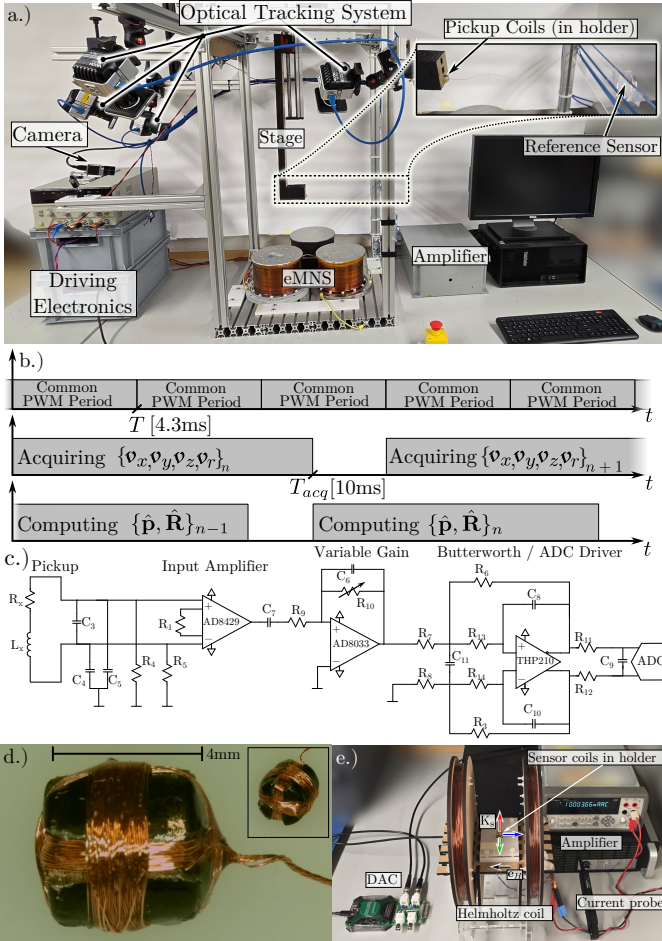 a.)
Optical Tracking System
Pickup Coils (in holder)
Camera
Stage
Reference Sensor
Driving
Electronics
eMNS
Amplifier
b.)
Common
PWM Period
Common
PWM Period
Common
PWM Period
Common
PWM Period
Common
PWM Period
t
T [4.3ms]
Acquiring {𝖛x,𝖛y,𝖛z,𝖛r}n
Acquiring {𝖛x,𝖛y,𝖛z,𝖛r}n+1
t
Tacq[10ms]
Computing {p̂, R̂}n−1
Computing {p̂, R̂}n
t
c.)
Pickup
Input Amplifier
Variable Gain
Butterworth / ADC Driver
Rx
Lx
C3
C4
C5
R4
R5
R1
+
−
AD8429
C7
R9
C6
R10
+
−
AD8033
R7
R8
C11
R6
R13
R14
R3
C8
+
−
THP210
C10
R11
R12
C9
ADC
d.)
4mm
e.)
Sensor coils in holder
1000366
Ks
Amplifier
DAC
Helmholtz coil
Current probe